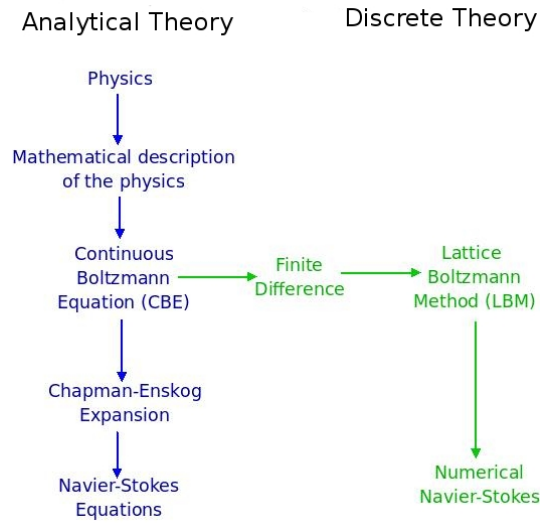 Analytical Theory
Discrete Theory
Physics
Mathematical description
of the physics
Continuous
Boltzmann
Equation (CBE)
Finite
Difference
Lattice
Boltzmann
Method (LBM)
Chapman-Enskog
Expansion
Navier-Stokes
Equations
Numerical
Navier-Stokes